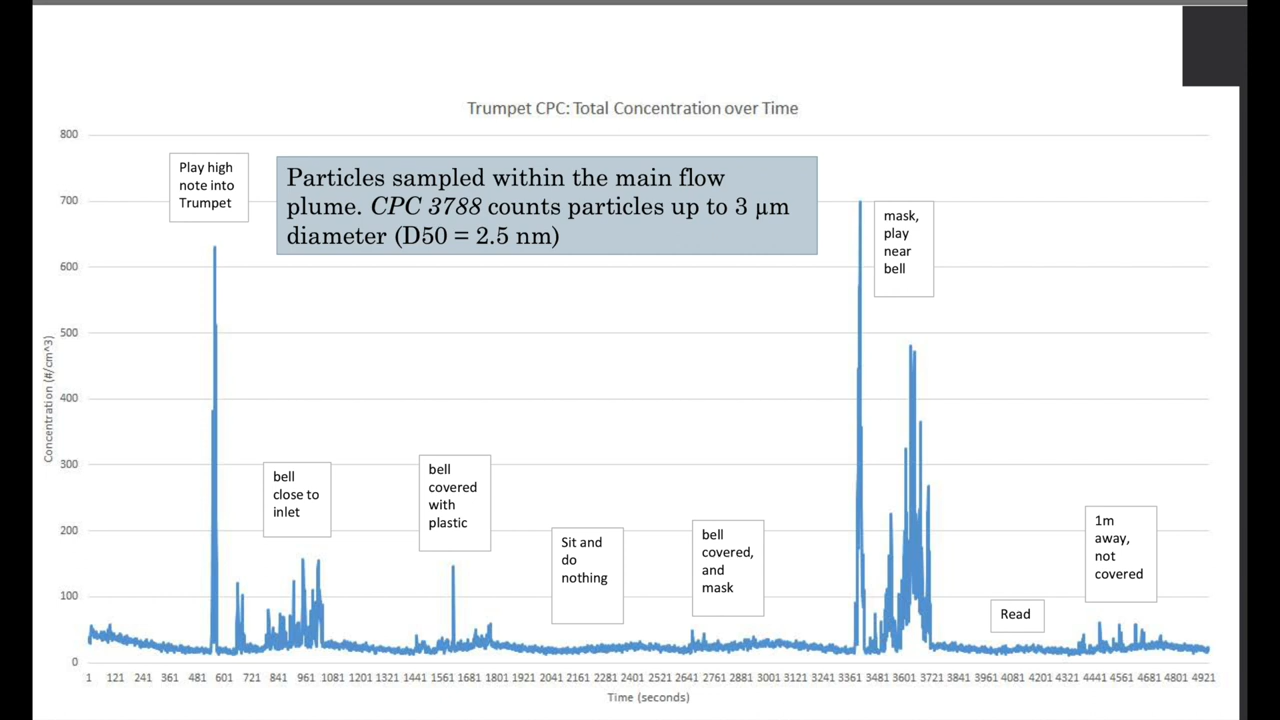 Trumpet CPC: Total Concentration over Time
800
700
600
500
400
300
200
100
0
Concentration (#/cm^3)
Play high
note into
Trumpet
Particles sampled within the main flow
plume. CPC 3788 counts particles up to 3 µm
diameter (D50 = 2.5 nm)
mask,
play
near
bell
bell
close to
inlet
bell
covered
with
plastic
Sit and
do
nothing
bell
covered,
and
mask
Read
1m
away,
not
covered
1 121 241 361 481 601 721 841 961 1081 1201 1321 1441 1561 1681 1801 1921 2041 2161 2281 2401 2521 2641 2761 2881 3001 3121 3241 3361 3481 3601 3721 3841 3961 4081 4201 4321 4441 4561 4681 4801 4921
Time (seconds)